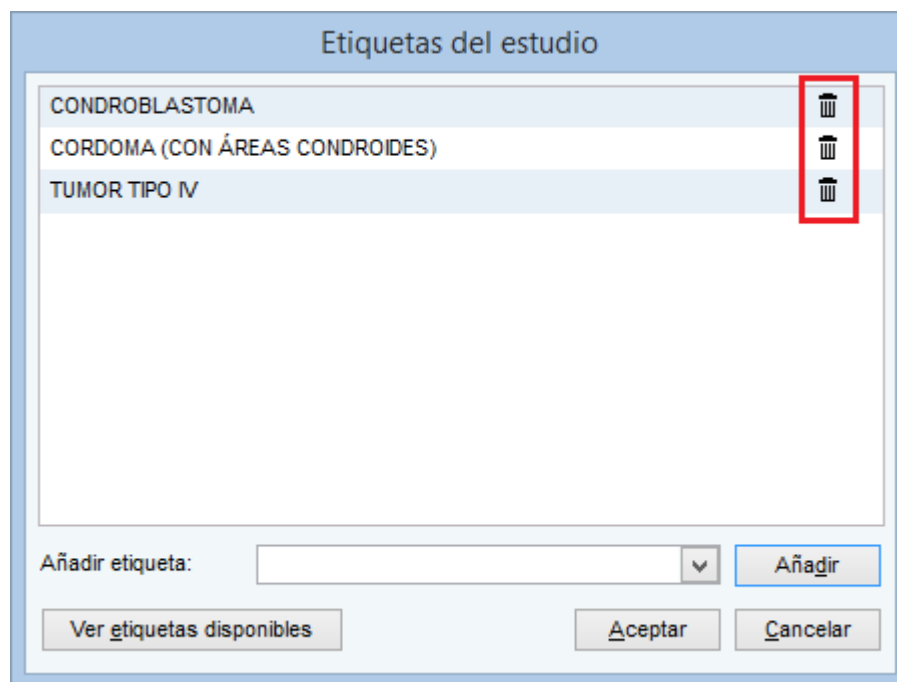 Etiquetas del estudio
CONDROBLASTOMA
CORDOMA (CON ÁREAS CONDROIDES)
TUMOR TIPO IV
Añadir etiqueta:
Añadir
Ver etiquetas disponibles
Aceptar
Cancelar